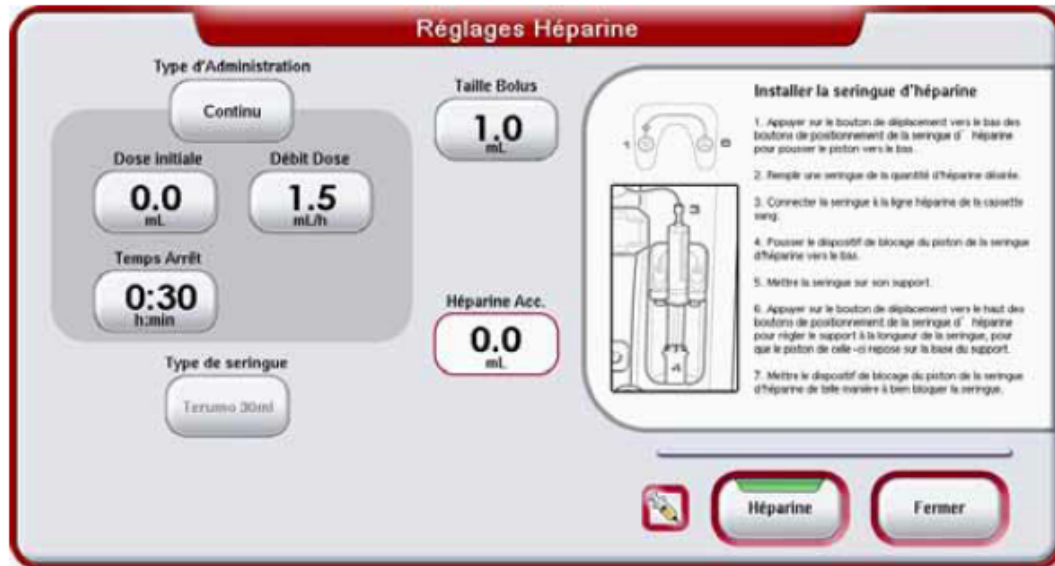 Réglages Héparine
Type d'Administration
Continu
Dose initiale
0.0
mL
Débit Dose
1.5
mL/h
Temps Arrêt
0:30
h:min
Type de seringue
Terumo 30ml
Taille Bolus
1.0
mL
Héparine Acc.
0.0
mL
1
6
3
4
Installer la seringue d'héparine
1. Appuyer sur le bouton de déplacement vers le bas des
boutons de positionnement de la seringue d' héparine
pour pousser le piston vers le bas.
2. Remplir une seringue de la quantité d'héparine désirée.
3. Connecter la seringue à la ligne héparine de la cassette
sang.
4. Pousser le dispositif de blocage du piston de la seringue
d'héparine vers le bas.
5. Mettre la seringue sur son support.
6. Appuyer sur le bouton de déplacement vers le haut des
boutons de positionnement de la seringue d' héparine
pour régler le support à la longueur de la seringue, pour
que le piston de celle-ci repose sur la base du support.
7. Mettre le dispositif de blocage du piston de la seringue
d'héparine de telle manière à bien bloquer la seringue.
Héparine
Fermer